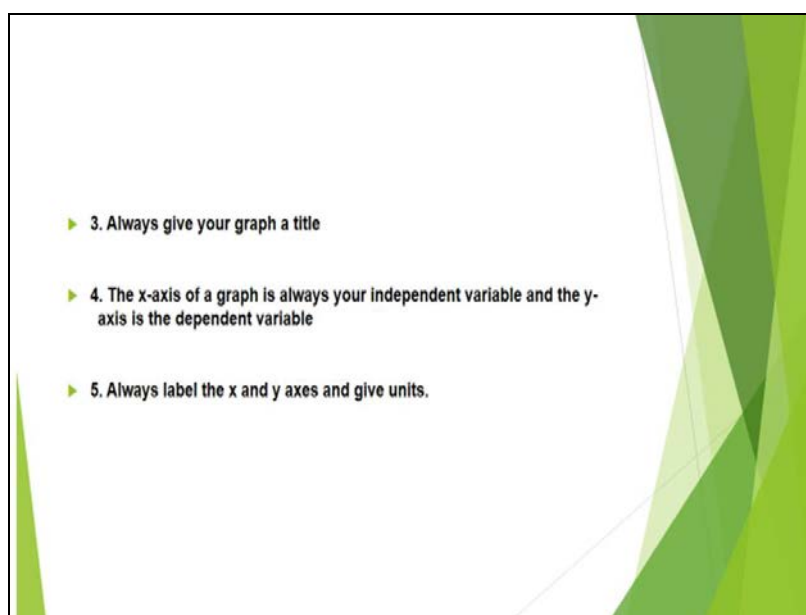 3. Always give your graph a title
4. The x-axis of a graph is always your independent variable and the y-
axis is the dependent variable
5. Always label the x and y axes and give units.